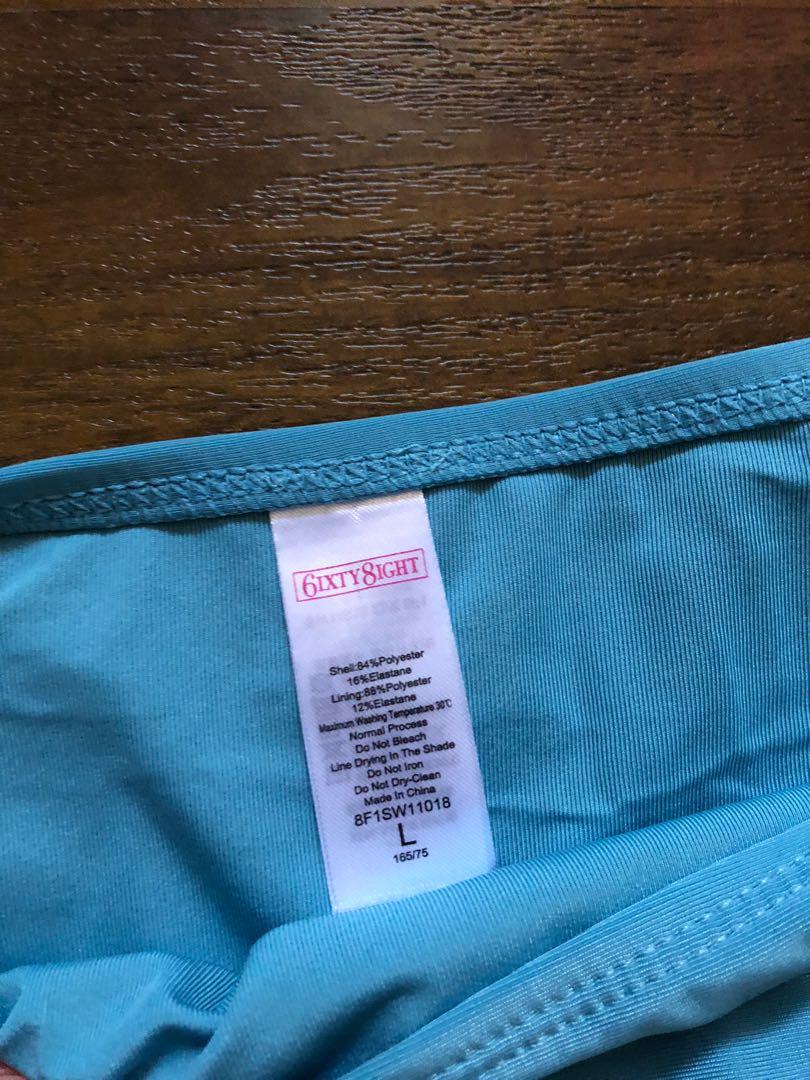 6IXTY8IGHT
Shell:84%Polyester
16%Elastane
Lining:88%Polyester
12%Elastane
Maximum Washing Temperature 30℃
Normal Process
Do Not Bleach
Line Drying In The Shade
Do Not Iron
Do Not Dry-Clean
Made In China
8F1SW11018
L
165/75